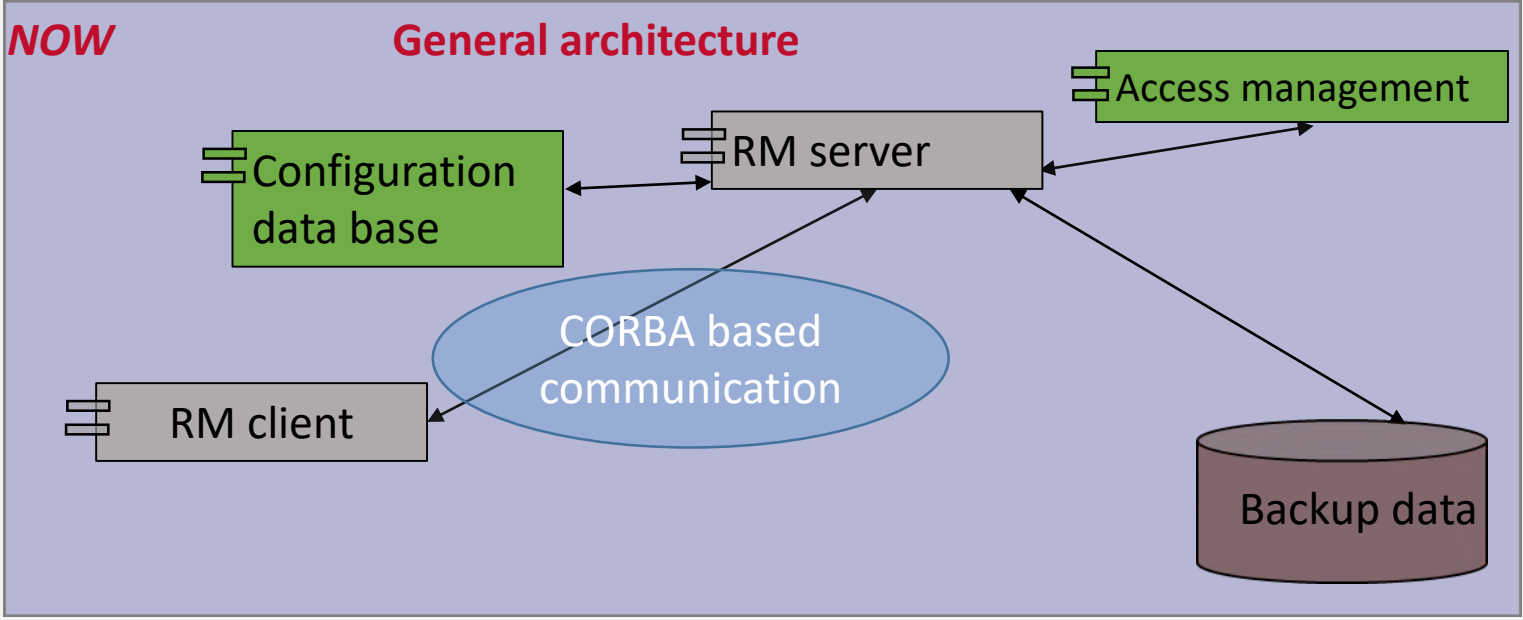 NOW
General architecture
Access management
RM server
Configuration
data base
CORBA based
communication
RM client
Backup data